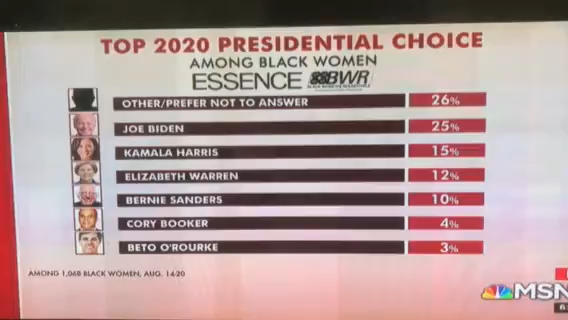 TOP 2020 PRESIDENTIAL CHOICE
AMONG BLACK WOMEN
ESSENCE BWR
OTHER/PREFER NOT TO ANSWER 26%
JOE BIDEN 25%
KAMALA HARRIS 15%
ELIZABETH WARREN 12%
BERNIE SANDERS 10%
CORY BOOKER 4%
BETO O'ROURKE 3%
AMONG 1,068 BLACK WOMEN, AUG. 14-20
MSN